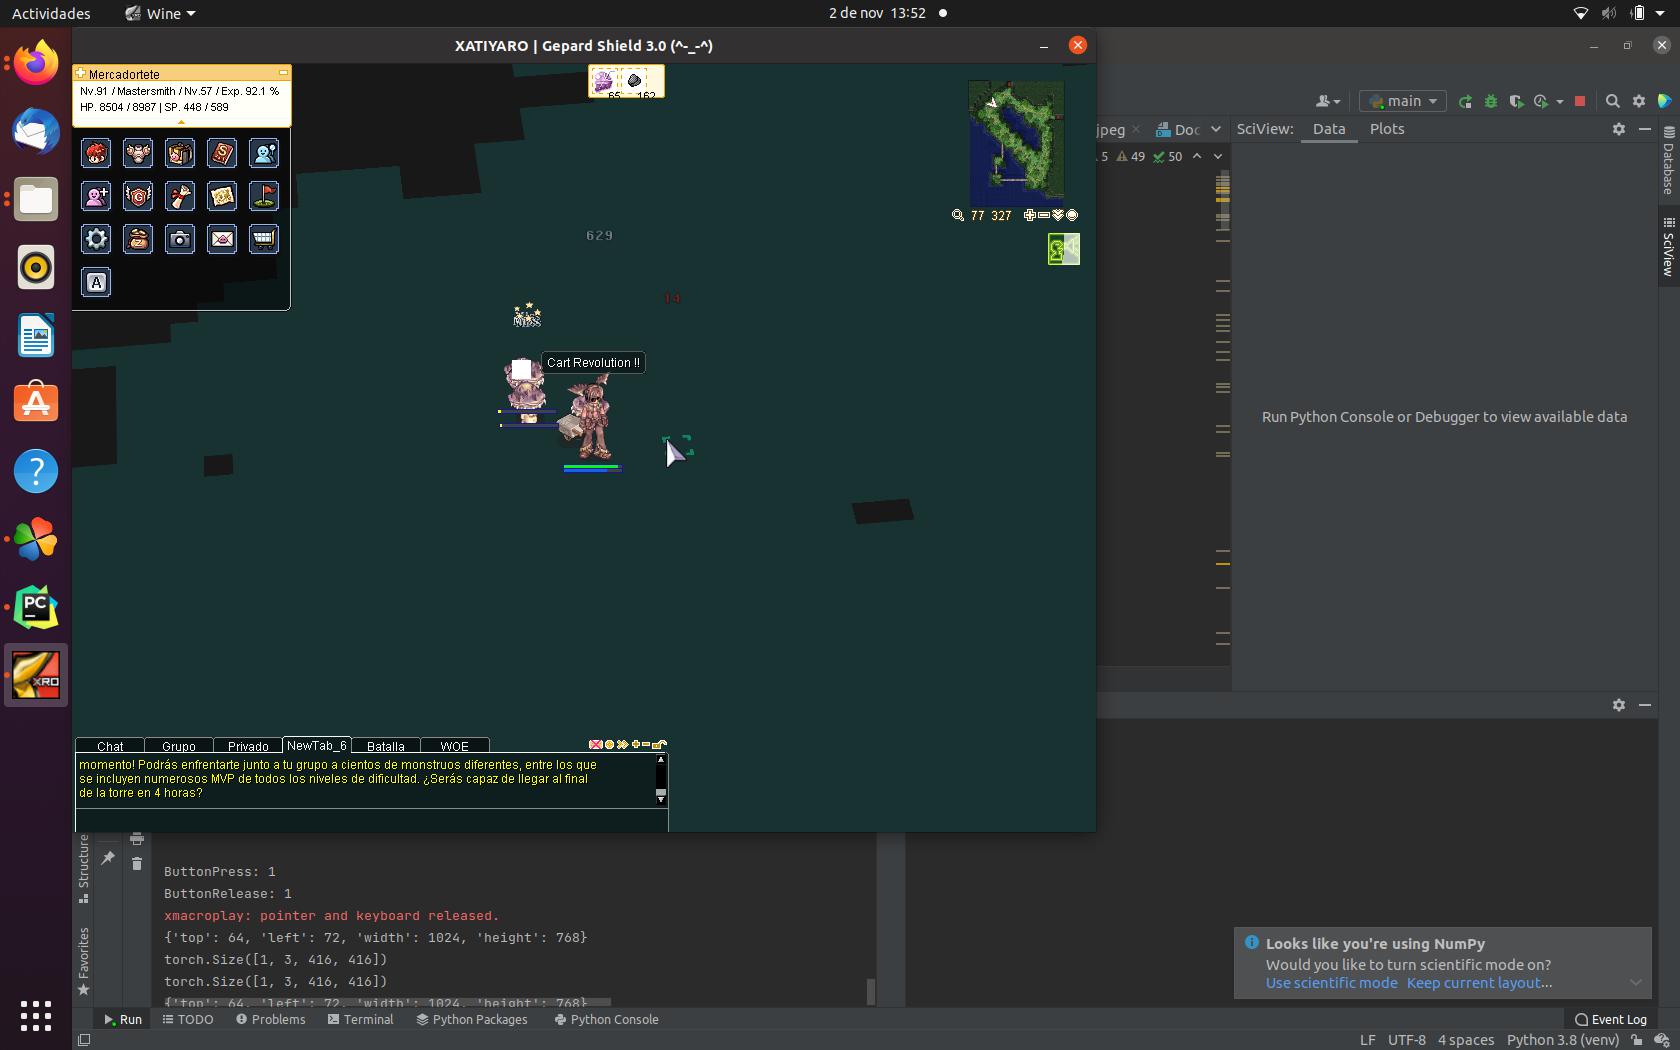 Actividades
Wine
2 de nov 13:52
XATIYARO | Gepard Shield 3.0 (^-_-^)
Mercadortete
Nv.91 / Mastersmith / Nv.57 / Exp. 92.1 %
HP. 8504 / 8987 | SP. 448 / 589
A
65 162
77 327
629
14
Miss
Cart Revolution !!
Chat Grupo Privado NewTab_6 Batalla WOE
momento! Podrás enfrentarte junto a tu grupo a cientos de monstruos diferentes, entre los que
se incluyen numerosos MVP de todos los niveles de dificultad. ¿Serás capaz de llegar al final
de la torre en 4 horas?
main
jpeg Doc
SciView: Data Plots
5 49 50
Database
SciView
Run Python Console or Debugger to view available data
PC
XRO
Structure
Favorites
ButtonPress: 1
ButtonRelease: 1
xmacroplay: pointer and keyboard released.
{'top': 64, 'left': 72, 'width': 1024, 'height': 768}
torch.Size([1, 3, 416, 416])
torch.Size([1, 3, 416, 416])
{'top': 64, 'left': 72, 'width': 1024, 'height': 768}
Looks like you're using NumPy
Would you like to turn scientific mode on?
Use scientific mode Keep current layout...
Run TODO Problems Terminal Python Packages Python Console
Event Log
LF UTF-8 4 spaces Python 3.8 (venv)